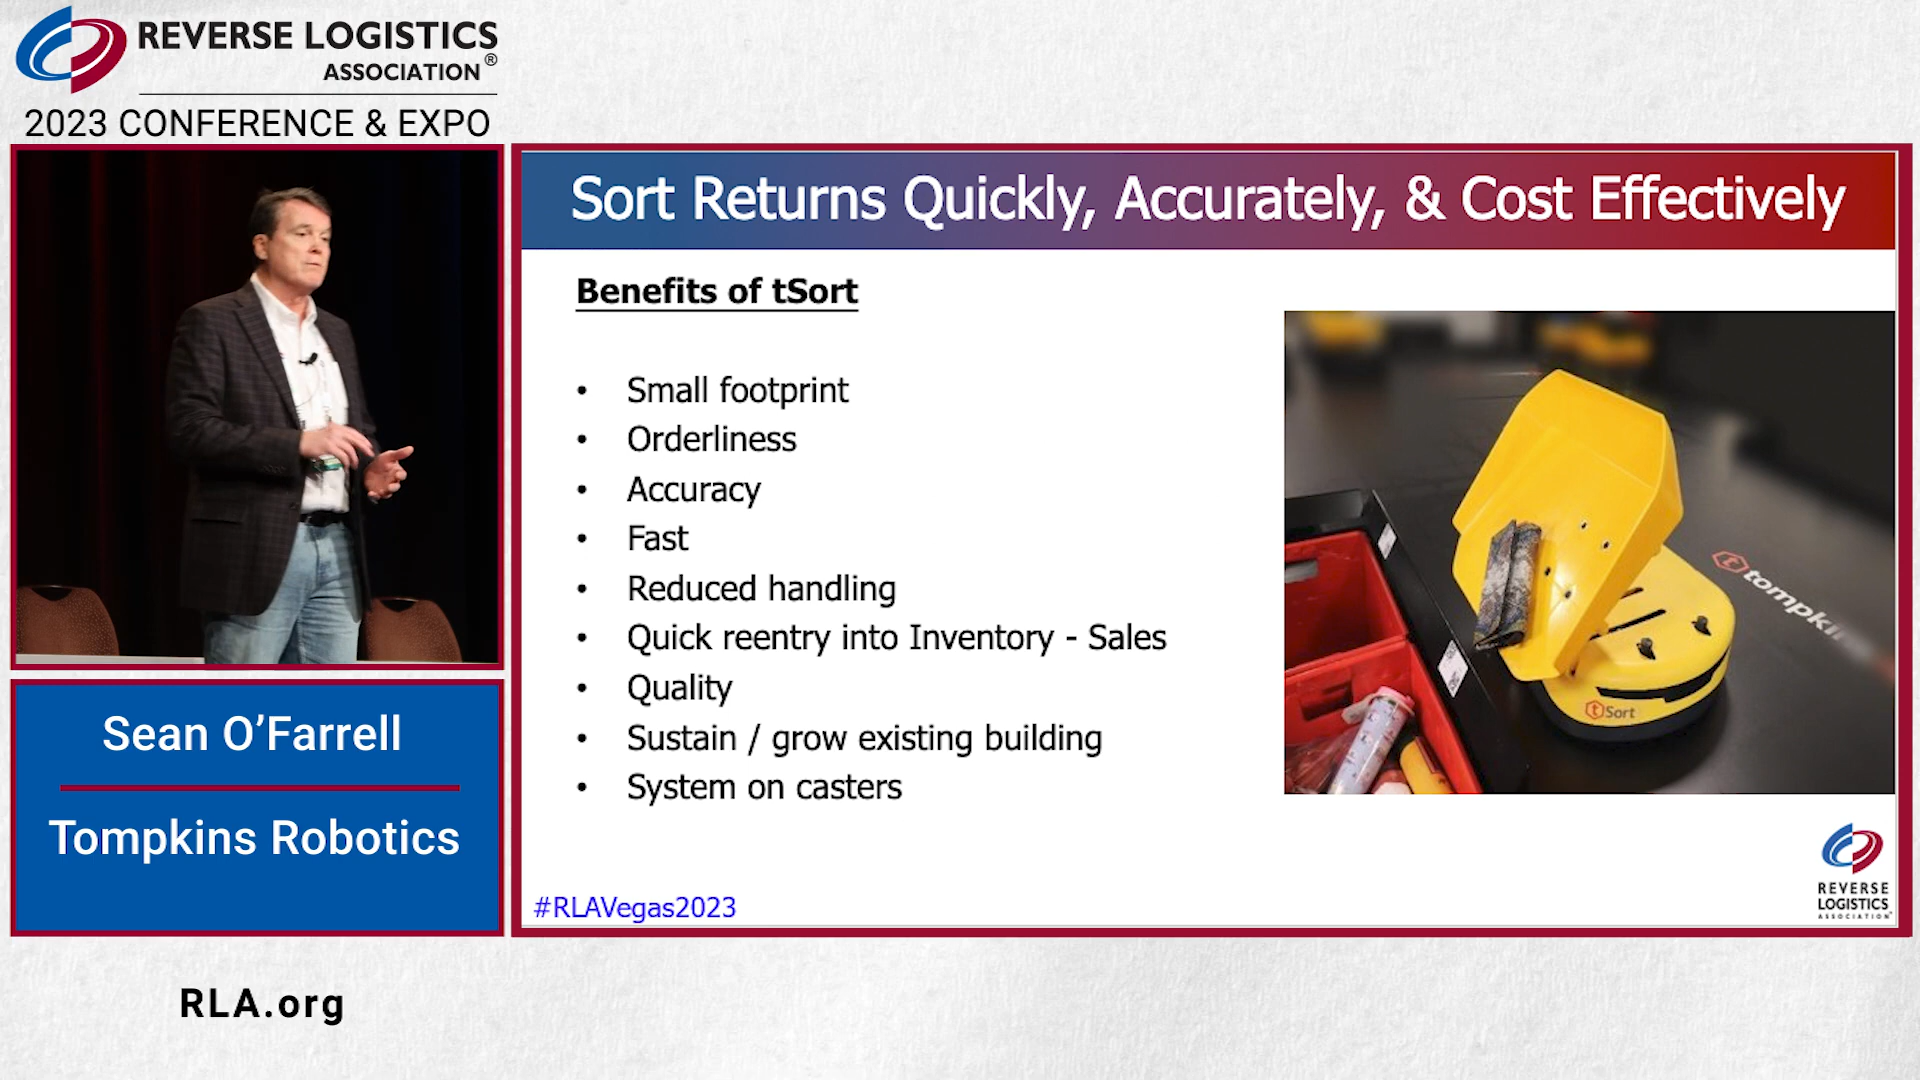 REVERSE LOGISTICS
ASSOCIATION®
2023 CONFERENCE & EXPO
Sean O’Farrell
Tompkins Robotics
RLA.org
Sort Returns Quickly, Accurately, & Cost Effectively
Benefits of tSort
• Small footprint
• Orderliness
• Accuracy
• Fast
• Reduced handling
• Quick reentry into Inventory - Sales
• Quality
• Sustain / grow existing building
• System on casters
tSort
#RLAVegas2023
REVERSE
LOGISTICS
ASSOCIATION